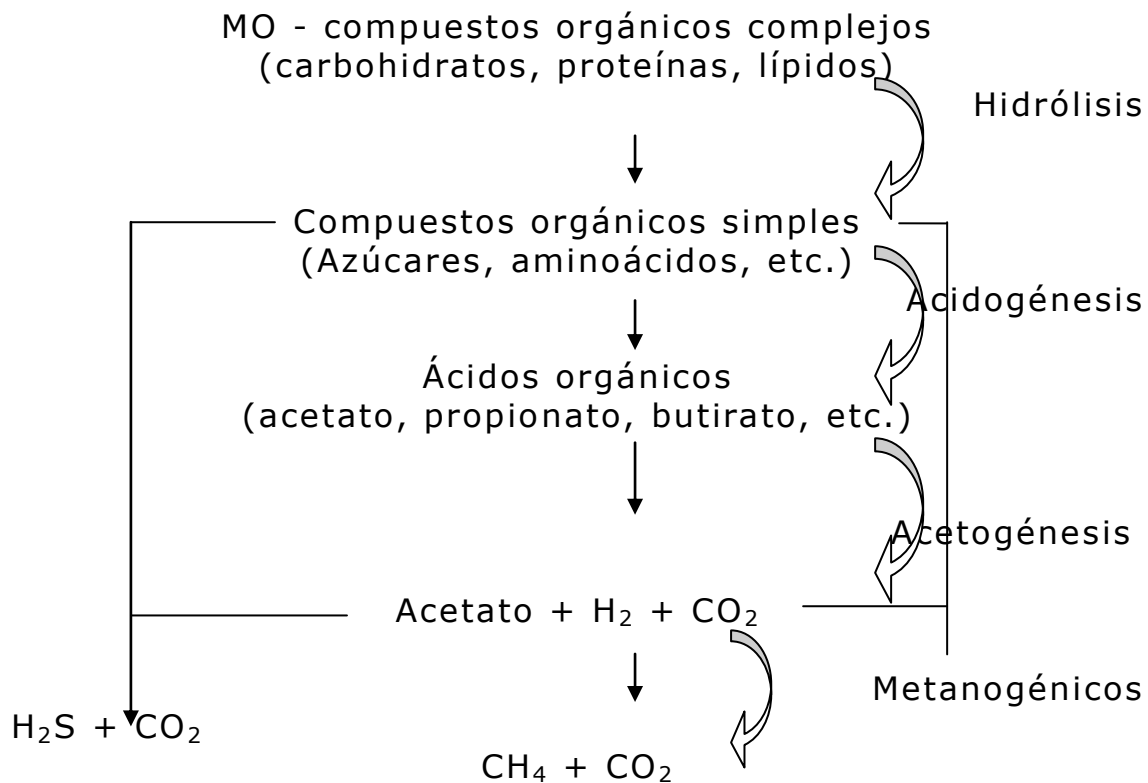 MO - compuestos orgánicos complejos
(carbohidratos, proteínas, lípidos)
Hidrólisis
Compuestos orgánicos simples
(Azúcares, aminoácidos, etc.)
Acidogénesis
Ácidos orgánicos
(acetato, propionato, butirato, etc.)
Acetogénesis
Acetato + H₂ + CO₂
Metanogénicos
H₂S + CO₂
CH₄ + CO₂